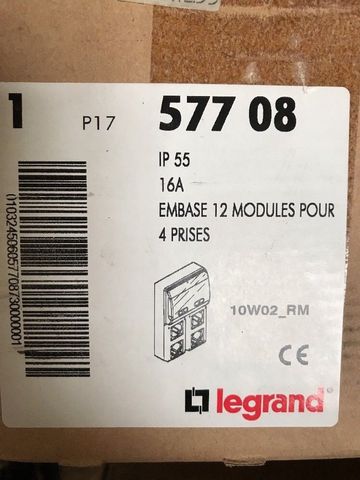 1 P17 577 08
IP 55
16A
EMBASE 12 MODULES POUR
4 PRISES
10W02_RM
CE
legrand